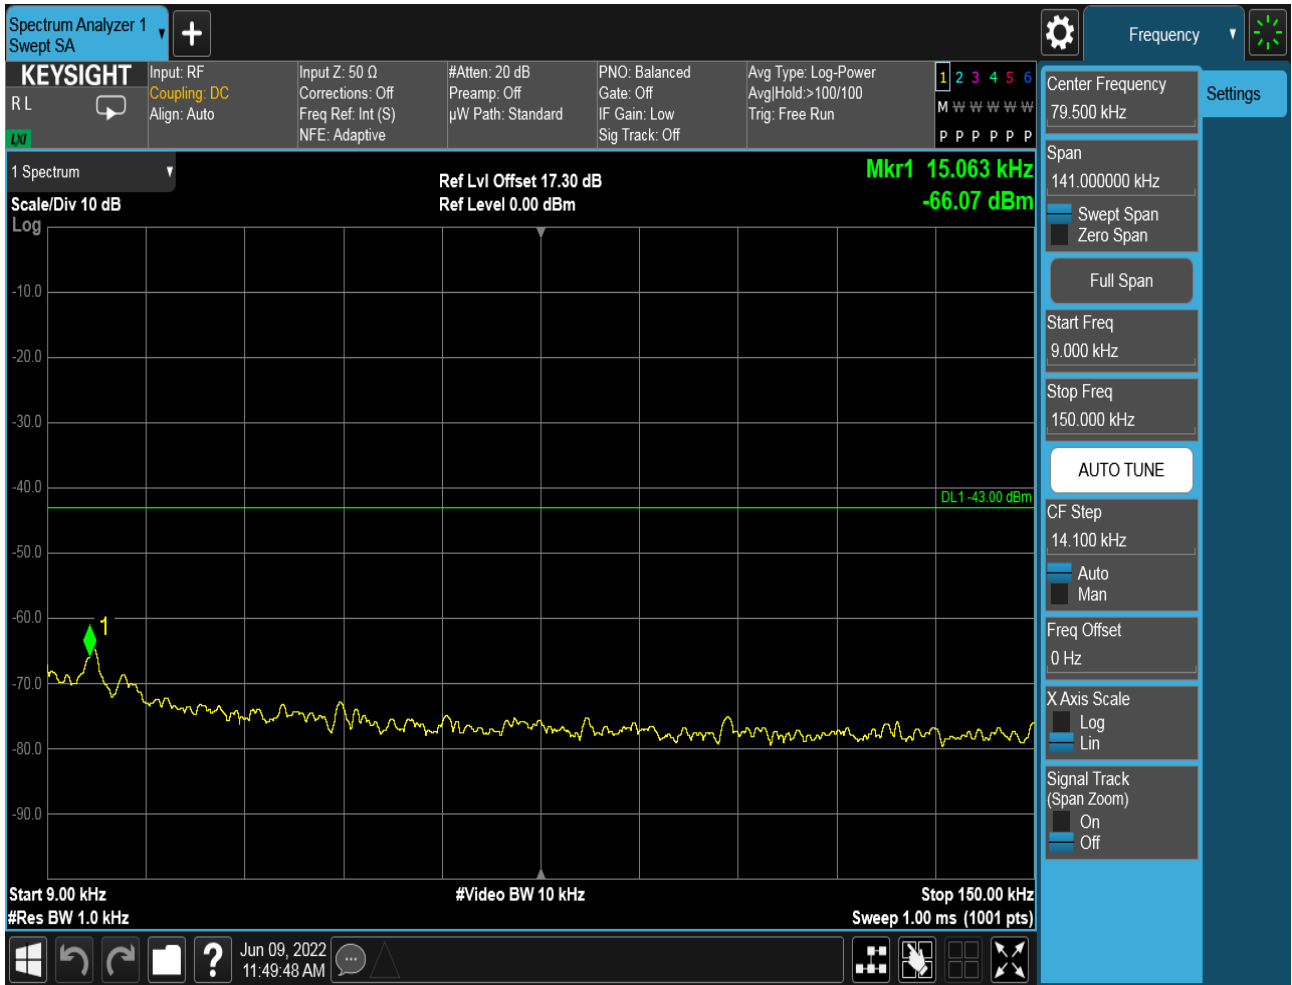 Spectrum Analyzer 1
Swept SA
Frequency
KEYSIGHT
R L
LXI
Input: RF
Coupling: DC
Align: Auto
Input Z: 50 Ω
Corrections: Off
Freq Ref: Int (S)
NFE: Adaptive
#Atten: 20 dB
Preamp: Off
µW Path: Standard
PNO: Balanced
Gate: Off
IF Gain: Low
Sig Track: Off
Avg Type: Log-Power
Avg|Hold:>100/100
Trig: Free Run
1 2 3 4 5 6
M W W W W W
P P P P P P
1 Spectrum
Scale/Div 10 dB
Log
Ref Lvl Offset 17.30 dB
Ref Level 0.00 dBm
Mkr1 15.063 kHz
-66.07 dBm
-10.0
-20.0
-30.0
-40.0
DL1 -43.00 dBm
-50.0
-60.0
1
-70.0
-80.0
-90.0
Start 9.00 kHz
#Video BW 10 kHz
Stop 150.00 kHz
#Res BW 1.0 kHz
Sweep 1.00 ms (1001 pts)
?
Jun 09, 2022
11:49:48 AM
Center Frequency
79.500 kHz
Settings
Span
141.000000 kHz
Swept Span
Zero Span
Full Span
Start Freq
9.000 kHz
Stop Freq
150.000 kHz
AUTO TUNE
CF Step
14.100 kHz
Auto
Man
Freq Offset
0 Hz
X Axis Scale
Log
Lin
Signal Track
(Span Zoom)
On
Off